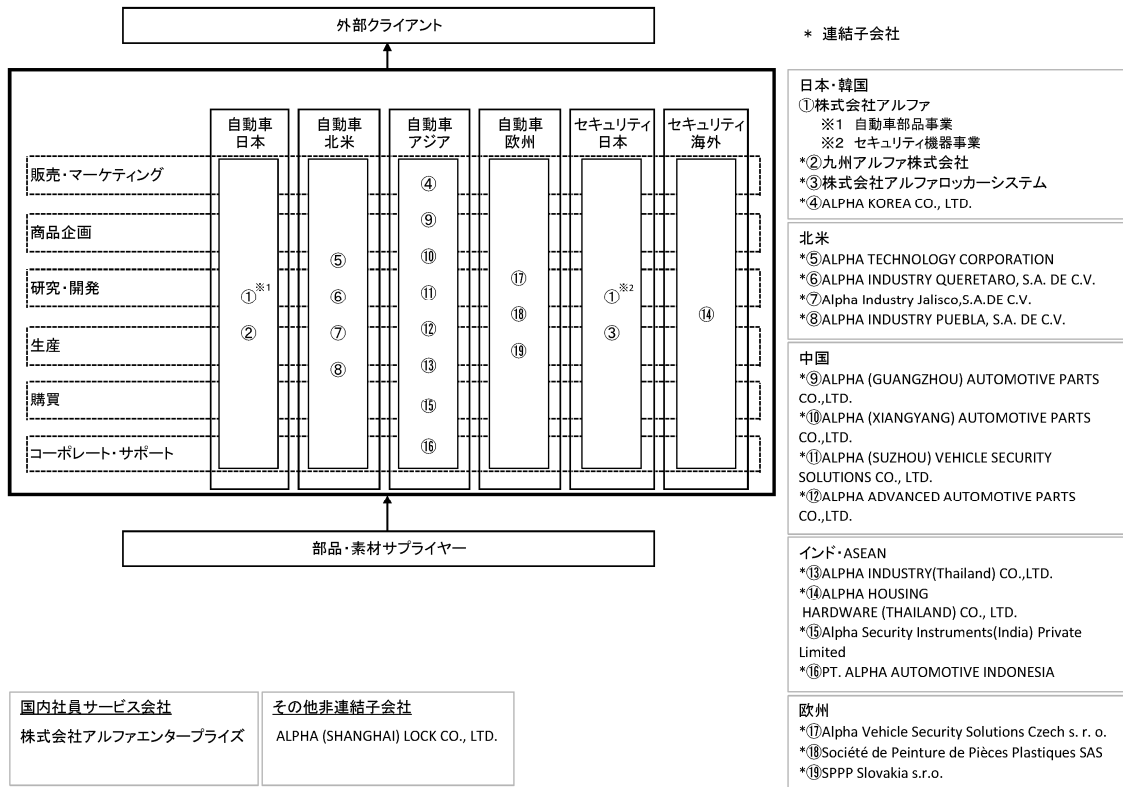 外部クライアント
* 連結子会社
自動車
日本
自動車
北米
自動車
アジア
自動車
欧州
セキュリティ
日本
セキュリティ
海外
販売・マーケティング
商品企画
研究・開発
生産
購買
コーポレート・サポート
①※1
②
⑤
⑥
⑦
⑧
④
⑨
⑩
⑪
⑫
⑬
⑮
⑯
⑰
⑱
⑲
①※2
③
⑭
部品・素材サプライヤー
日本・韓国
①株式会社アルファ
※1 自動車部品事業
※2 セキュリティ機器事業
*②九州アルファ株式会社
*③株式会社アルファロッカーシステム
*④ALPHA KOREA CO., LTD.
北米
*⑤ALPHA TECHNOLOGY CORPORATION
*⑥ALPHA INDUSTRY QUERETARO, S.A. DE C.V.
*⑦Alpha Industry Jalisco,S.A.DE C.V.
*⑧ALPHA INDUSTRY PUEBLA, S.A. DE C.V.
中国
*⑨ALPHA (GUANGZHOU) AUTOMOTIVE PARTS
CO.,LTD.
*⑩ALPHA (XIANGYANG) AUTOMOTIVE PARTS
CO.,LTD.
*⑪ALPHA (SUZHOU) VEHICLE SECURITY
SOLUTIONS CO., LTD.
*⑫ALPHA ADVANCED AUTOMOTIVE PARTS
CO.,LTD.
インド・ASEAN
*⑬ALPHA INDUSTRY(Thailand) CO.,LTD.
*⑭ALPHA HOUSING
HARDWARE (THAILAND) CO., LTD.
*⑮Alpha Security Instruments(India) Private
Limited
*⑯PT. ALPHA AUTOMOTIVE INDONESIA
欧州
*⑰Alpha Vehicle Security Solutions Czech s. r. o.
*⑱Société de Peinture de Pièces Plastiques SAS
*⑲SPPP Slovakia s.r.o.
国内社員サービス会社
株式会社アルファエンタープライズ
その他非連結子会社
ALPHA (SHANGHAI) LOCK CO., LTD.